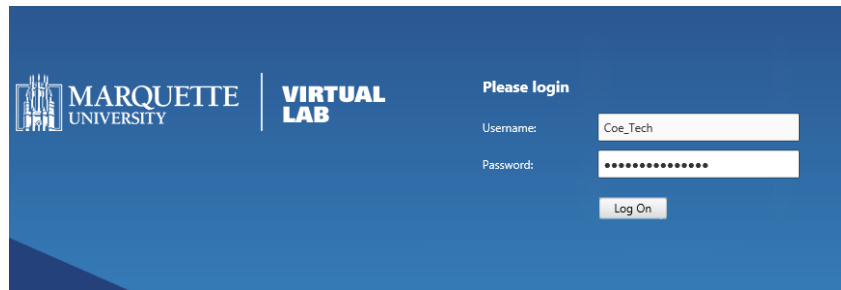 MARQUETTE
UNIVERSITY
VIRTUAL
LAB
Please login
Username:
Coe_Tech
Password:
•••••••••••••••
Log On